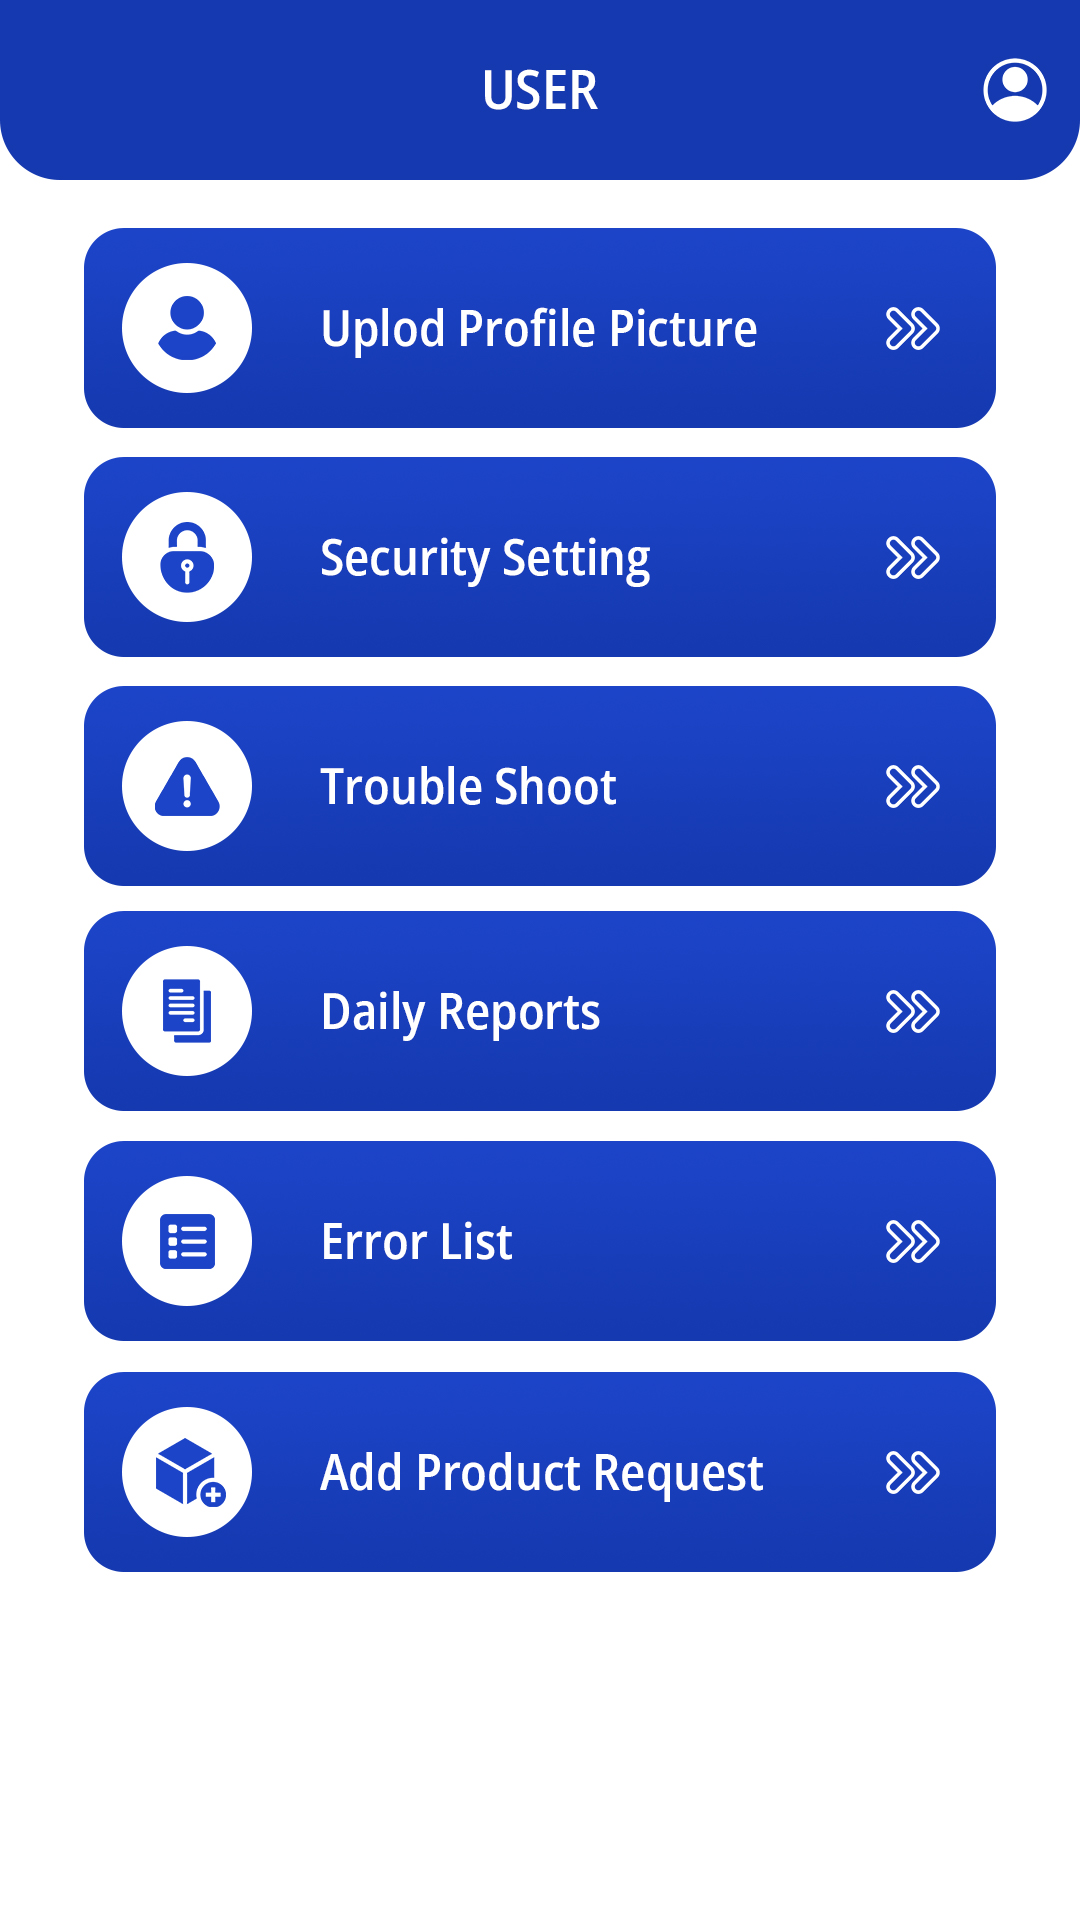 USER
Uplod Profile Picture
Security Setting
Trouble Shoot
Daily Reports
Error List
Add Product Request